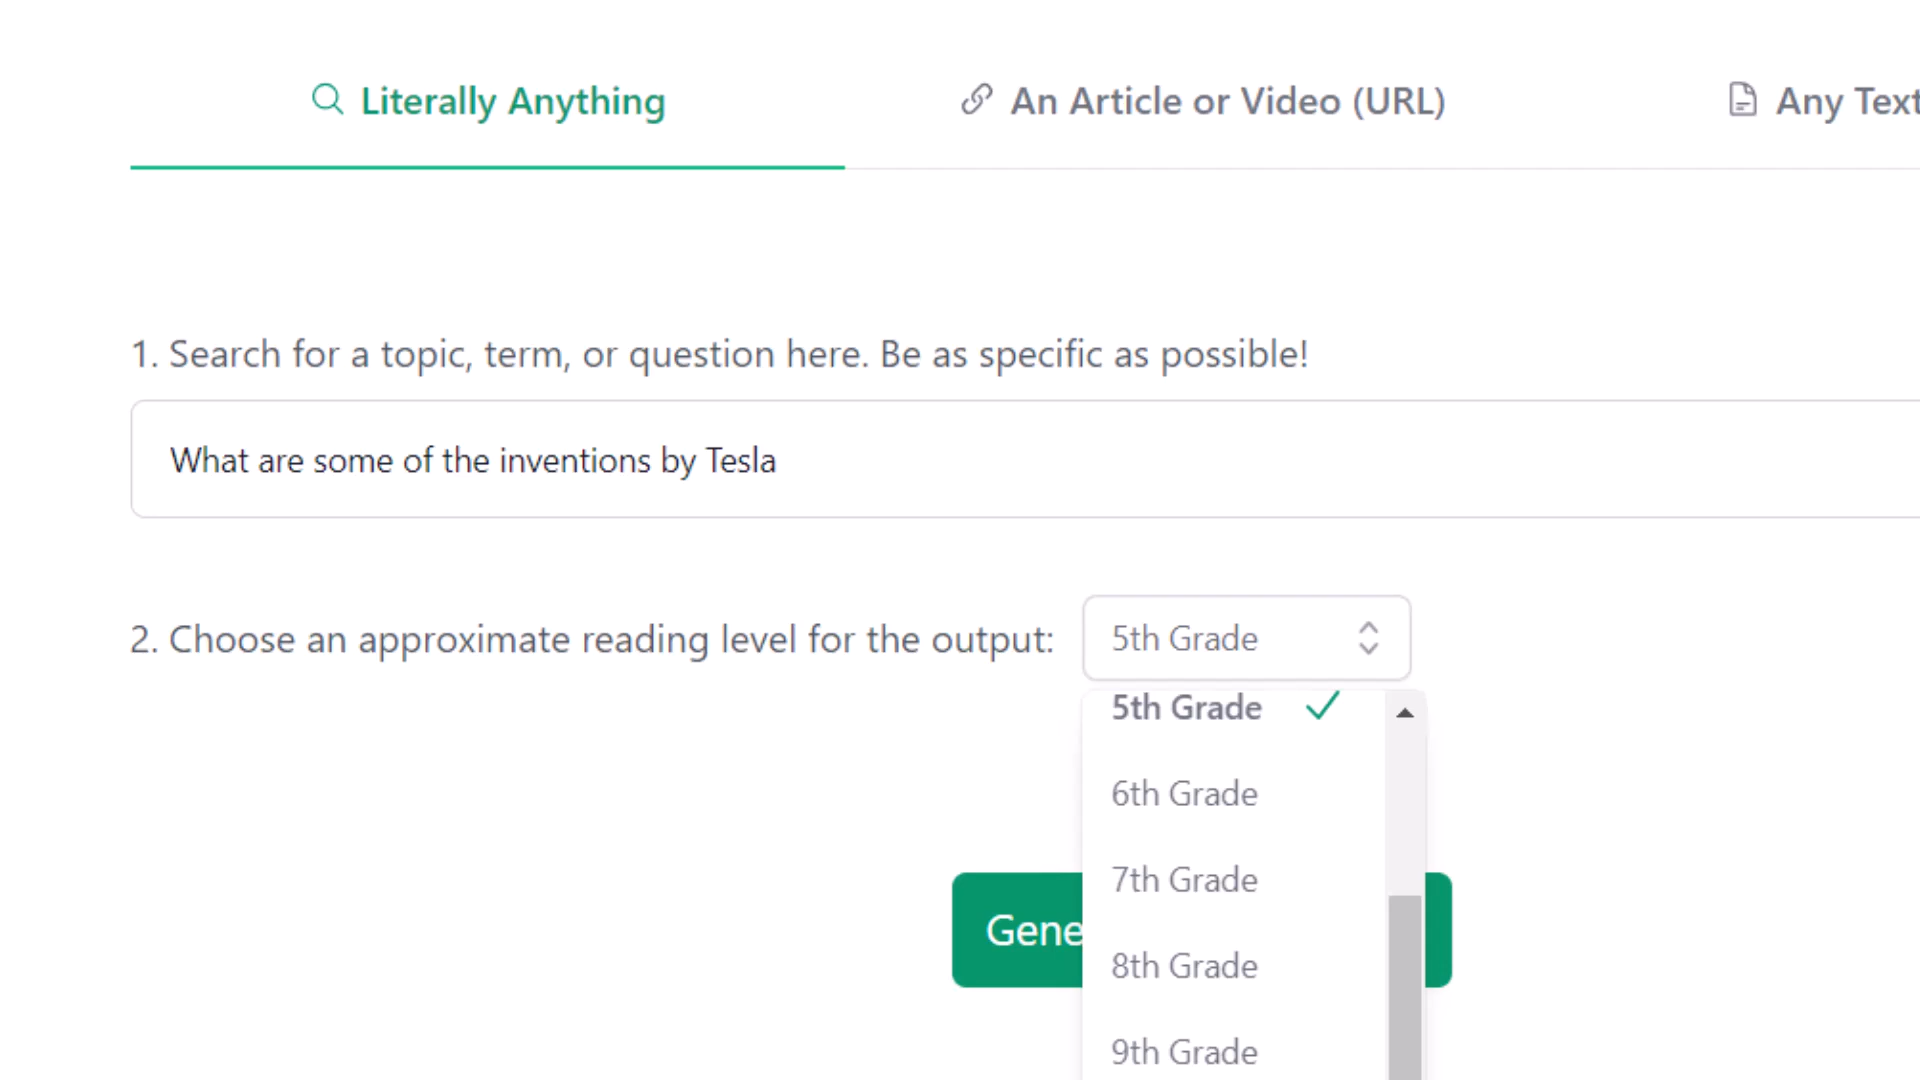 Literally Anything
An Article or Video (URL)
Any Text
1. Search for a topic, term, or question here. Be as specific as possible!
What are some of the inventions by Tesla
2. Choose an approximate reading level for the output:
5th Grade
5th Grade
6th Grade
7th Grade
Gene
8th Grade
9th Grade